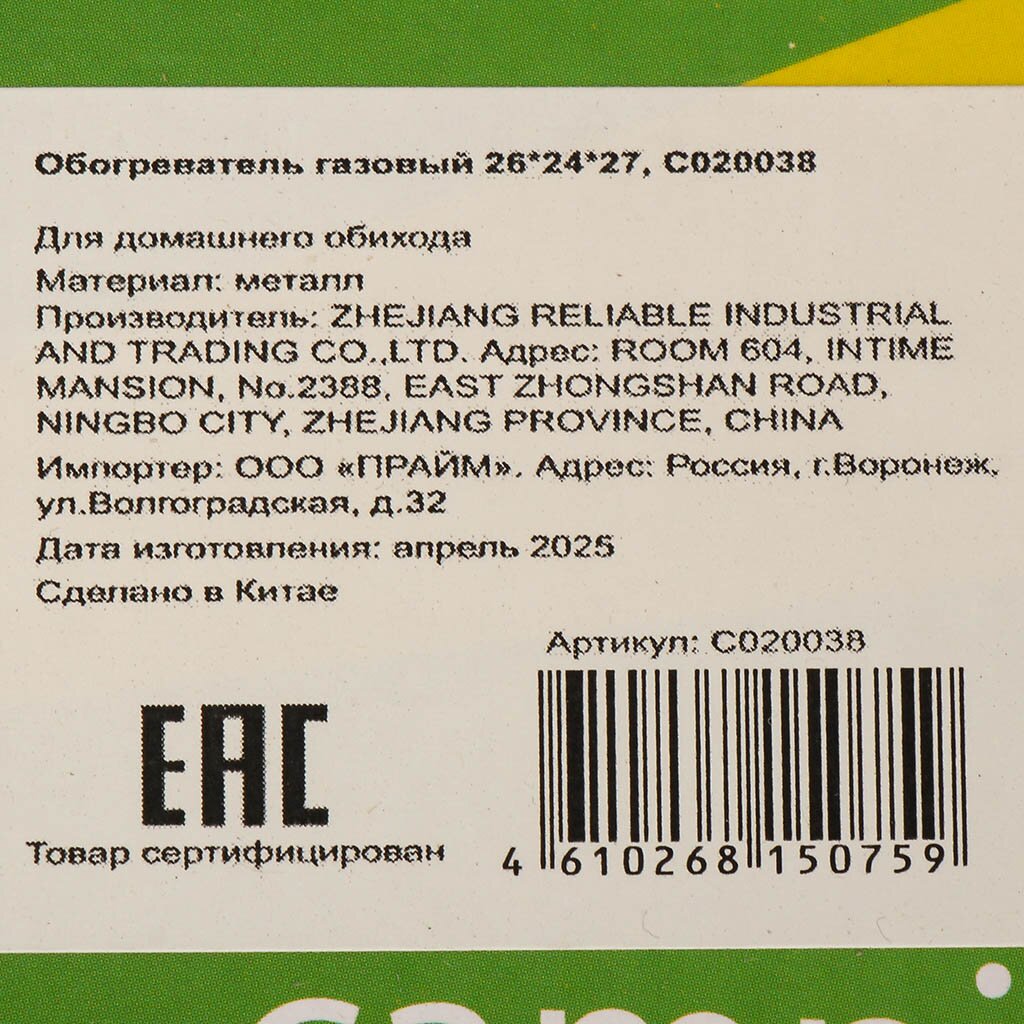 Обогреватель газовый 26*24*27, С020038
Для домашнего обихода
Материал: металл
Производитель: ZHEJIANG RELIABLE INDUSTRIAL
AND TRADING CO.,LTD. Адрес: ROOM 604, INTIME
MANSION, No.2388, EAST ZHONGSHAN ROAD,
NINGBO CITY, ZHEJIANG PROVINCE, CHINA
Импортер: ООО «ПРАЙМ». Адрес: Россия, г.Воронеж,
ул.Волгоградская, д.32
Дата изготовления: апрель 2025
Сделано в Китае
Артикул: С020038
EAC
Товар сертифицирован
4 610268 150759